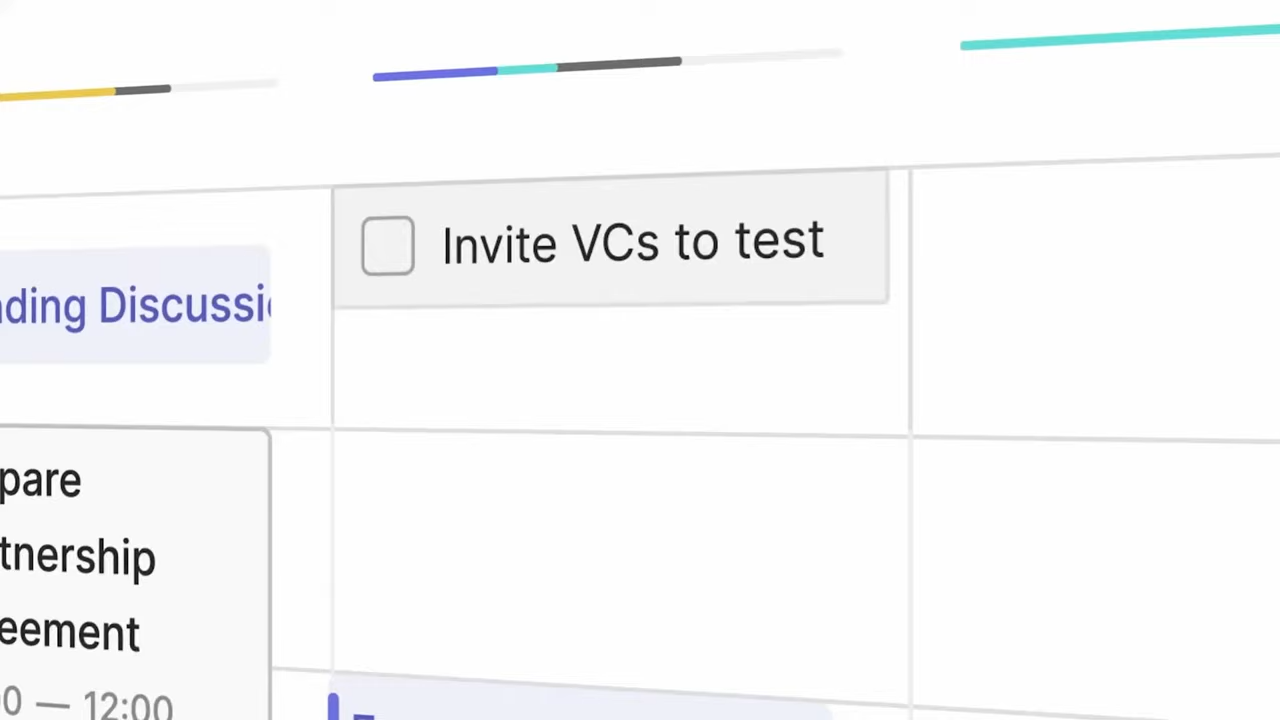 Invite VCs to test
ding Discussi
pare
tnership
eement
0 — 12:00